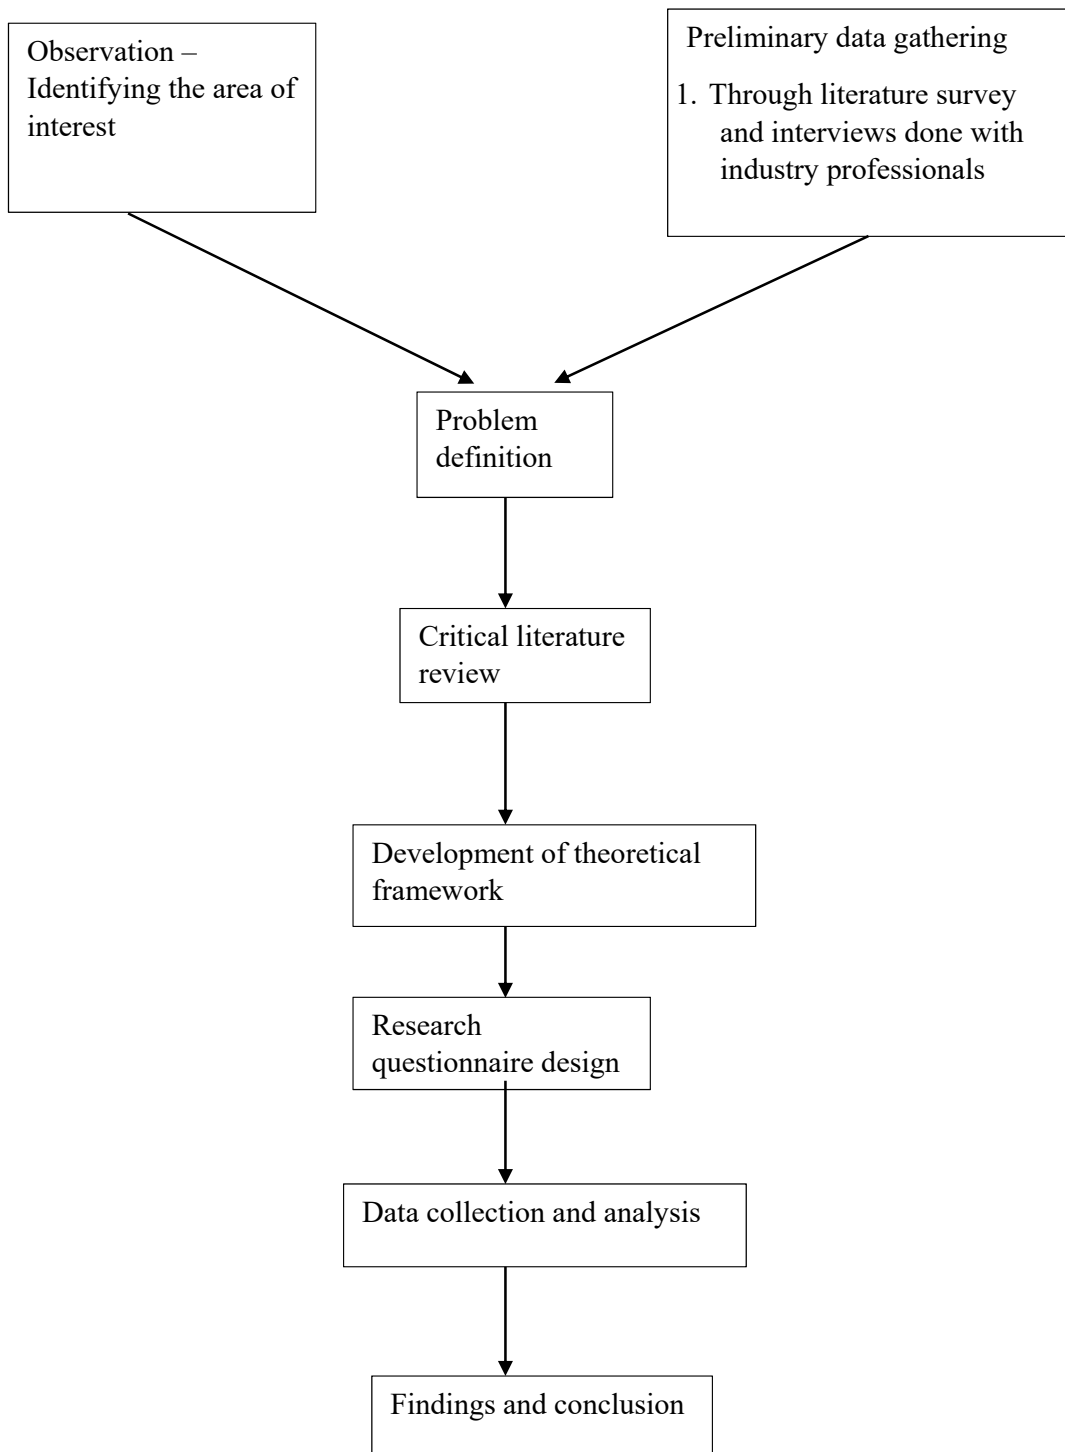 Observation –
Identifying the area of
interest
Preliminary data gathering
1. Through literature survey
and interviews done with
industry professionals
Problem
definition
Critical literature
review
Development of theoretical
framework
Research
questionnaire design
Data collection and analysis
Findings and conclusion